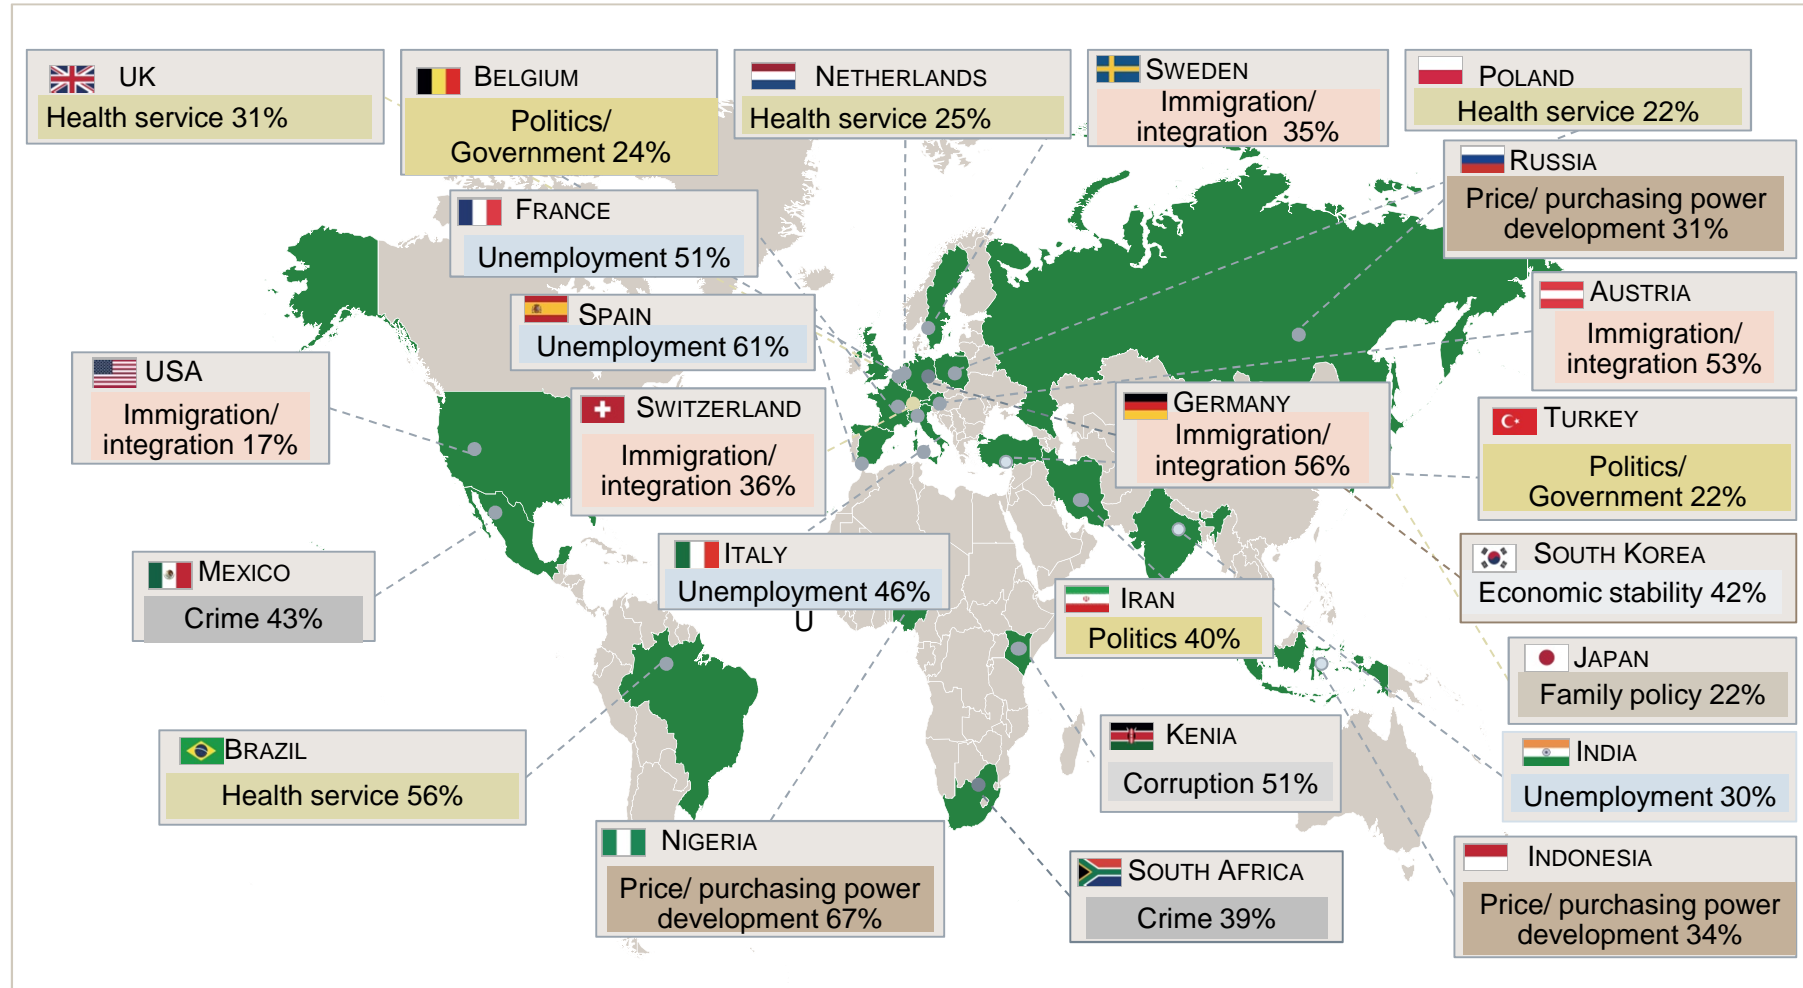 UK
Health service 31%
BELGIUM
Politics/
Government 24%
NETHERLANDS
Health service 25%
SWEDEN
Immigration/
integration 35%
POLAND
Health service 22%
RUSSIA
Price/ purchasing power
development 31%
FRANCE
Unemployment 51%
SPAIN
Unemployment 61%
AUSTRIA
Immigration/
integration 53%
USA
Immigration/
integration 17%
SWITZERLAND
Immigration/
integration 36%
GERMANY
Immigration/
integration 56%
TURKEY
Politics/
Government 22%
MEXICO
Crime 43%
ITALY
Unemployment 46%
U
IRAN
Politics 40%
SOUTH KOREA
Economic stability 42%
JAPAN
Family policy 22%
BRAZIL
Health service 56%
KENIA
Corruption 51%
INDIA
Unemployment 30%
NIGERIA
Price/ purchasing power
development 67%
SOUTH AFRICA
Crime 39%
INDONESIA
Price/ purchasing power
development 34%